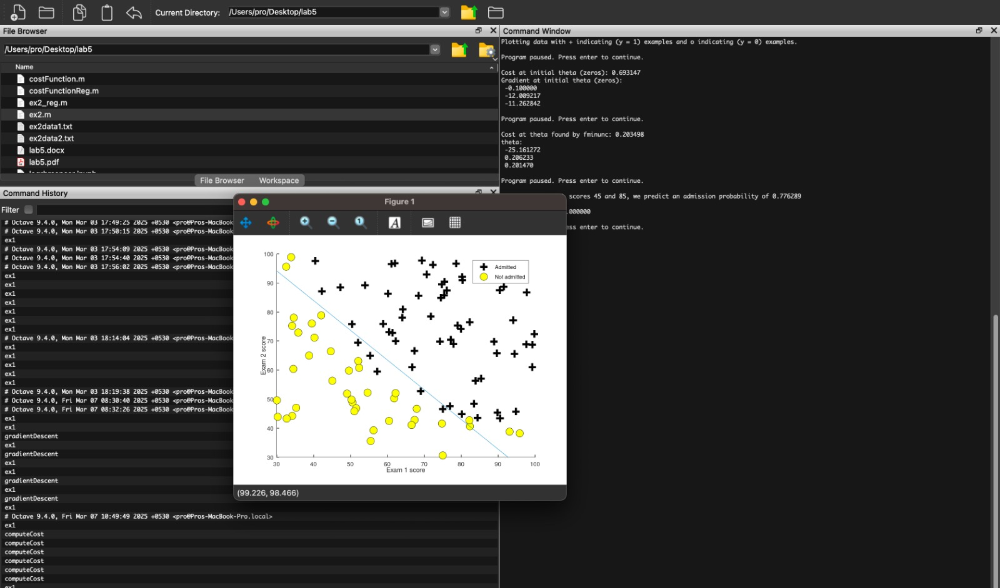 Current Directory: /Users/pro/Desktop/lab5
File Browser
/Users/pro/Desktop/lab5
Name
costFunction.m
costFunctionReg.m
ex2_reg.m
ex2.m
ex2data1.txt
ex2data2.txt
lab5.docx
lab5.pdf
File Browser Workspace
Command History
Filter
# Octave 9.4.0, Mon Mar 03 17:49:25 2025 +0530 <pro@Pros-MacBook
# Octave 9.4.0, Mon Mar 03 17:50:15 2025 +0530 <pro@Pros-MacBook
ex1
# Octave 9.4.0, Mon Mar 03 17:54:09 2025 +0530 <pro@Pros-MacBook
# Octave 9.4.0, Mon Mar 03 17:54:40 2025 +0530 <pro@Pros-MacBook
# Octave 9.4.0, Mon Mar 03 17:56:02 2025 +0530 <pro@Pros-MacBook
ex1
ex1
ex1
ex1
ex1
ex1
ex1
# Octave 9.4.0, Mon Mar 03 18:14:04 2025 +0530 <pro@Pros-MacBook
ex1
ex1
ex1
ex1
ex1
# Octave 9.4.0, Mon Mar 03 18:19:38 2025 +0530 <pro@Pros-MacBook
# Octave 9.4.0, Fri Mar 07 08:30:40 2025 +0530 <pro@Pros-MacBook
# Octave 9.4.0, Fri Mar 07 08:32:26 2025 +0530 <pro@Pros-MacBook
ex1
ex1
gradientDescent
ex1
gradientDescent
ex1
ex1
gradientDescent
ex1
gradientDescent
ex1
# Octave 9.4.0, Fri Mar 07 10:49:49 2025 +0530 <pro@Pros-MacBook-Pro.local>
ex1
computeCost
computeCost
computeCost
computeCost
computeCost
computeCost
ex1
Figure 1
A
100
90
80
70
60
50
40
30
30 40 50 60 70 80 90 100
Exam 2 score
Exam 1 score
Admitted
Not admitted
(99.226, 98.466)
Command Window
Plotting data with + indicating (y = 1) examples and o indicating (y = 0) examples.
Program paused. Press enter to continue.
Cost at initial theta (zeros): 0.693147
Gradient at initial theta (zeros):
-0.100000
-12.009217
-11.262842
Program paused. Press enter to continue.
Cost at theta found by fminunc: 0.203498
theta:
-25.161272
0.206233
0.201470
Program paused. Press enter to continue.
scores 45 and 85, we predict an admission probability of 0.776289
.000000
ess enter to continue.